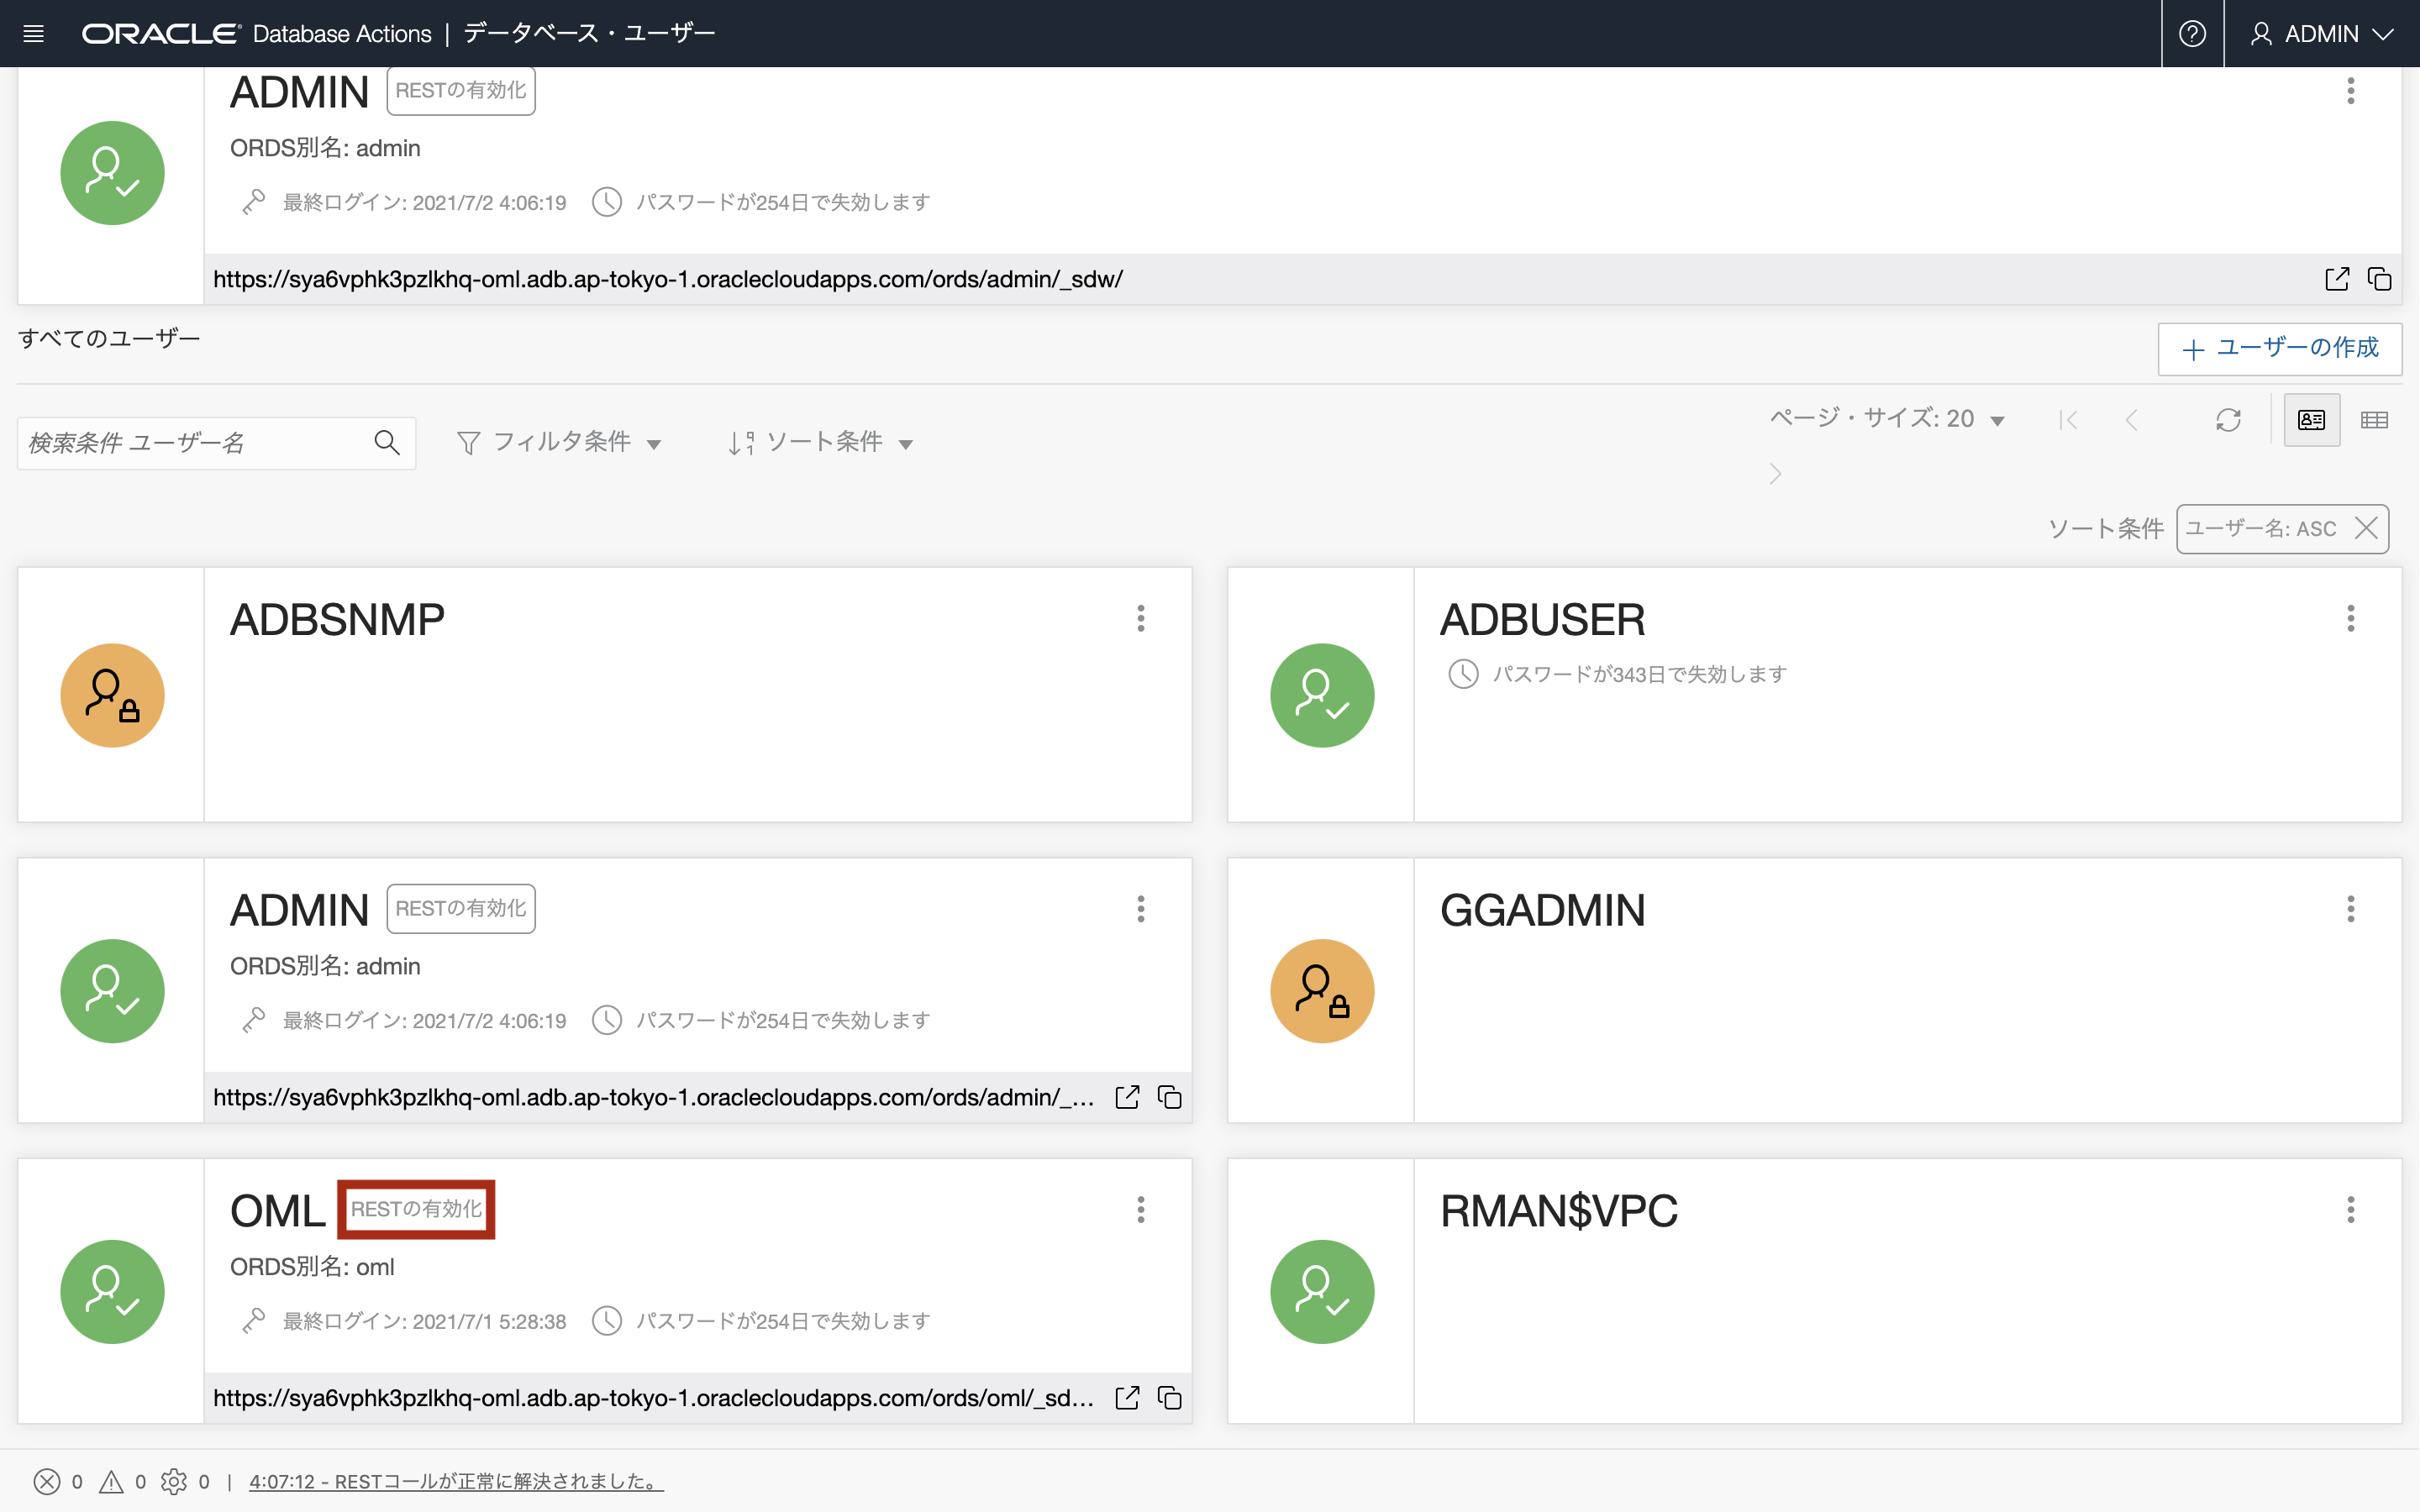 ORACLE Database Actions | データベース・ユーザー
ADMIN
ADMIN RESTの有効化
ORDS別名: admin
最終ログイン: 2021/7/2 4:06:19 パスワードが254日で失効します
https://sya6vphk3pzlkhq-oml.adb.ap-tokyo-1.oraclecloudapps.com/ords/admin/_sdw/
すべてのユーザー
ユーザーの作成
検索条件 ユーザー名
フィルタ条件
ソート条件
ページ・サイズ: 20
ソート条件 ユーザー名: ASC
ADBSNMP
ADBUSER
パスワードが343日で失効します
ADMIN RESTの有効化
ORDS別名: admin
最終ログイン: 2021/7/2 4:06:19 パスワードが254日で失効します
https://sya6vphk3pzlkhq-oml.adb.ap-tokyo-1.oraclecloudapps.com/ords/admin/_...
GGADMIN
OML RESTの有効化
ORDS別名: oml
最終ログイン: 2021/7/1 5:28:38 パスワードが254日で失効します
https://sya6vphk3pzlkhq-oml.adb.ap-tokyo-1.oraclecloudapps.com/ords/oml/_sd...
RMAN$VPC
0 0 0 | 4:07:12 - RESTコールが正常に解決されました。